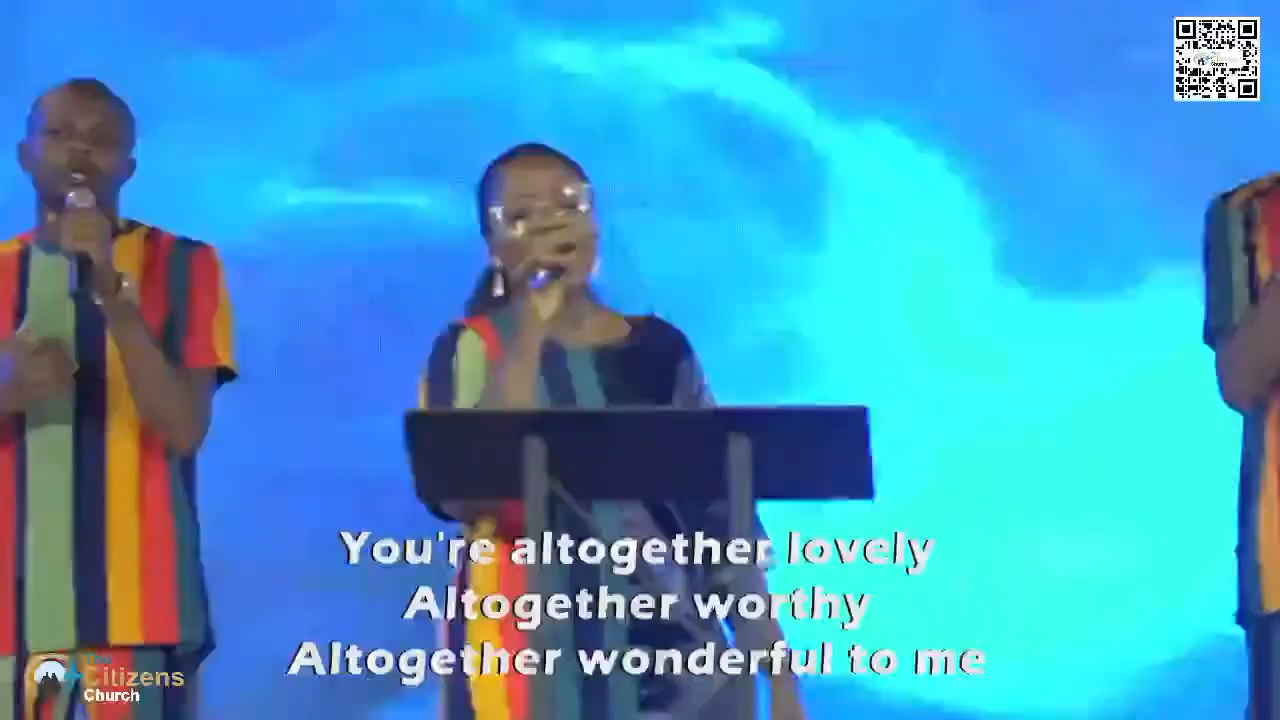 You're altogether lovely
Altogether worthy
Altogether wonderful to me
The
Citizens
Church